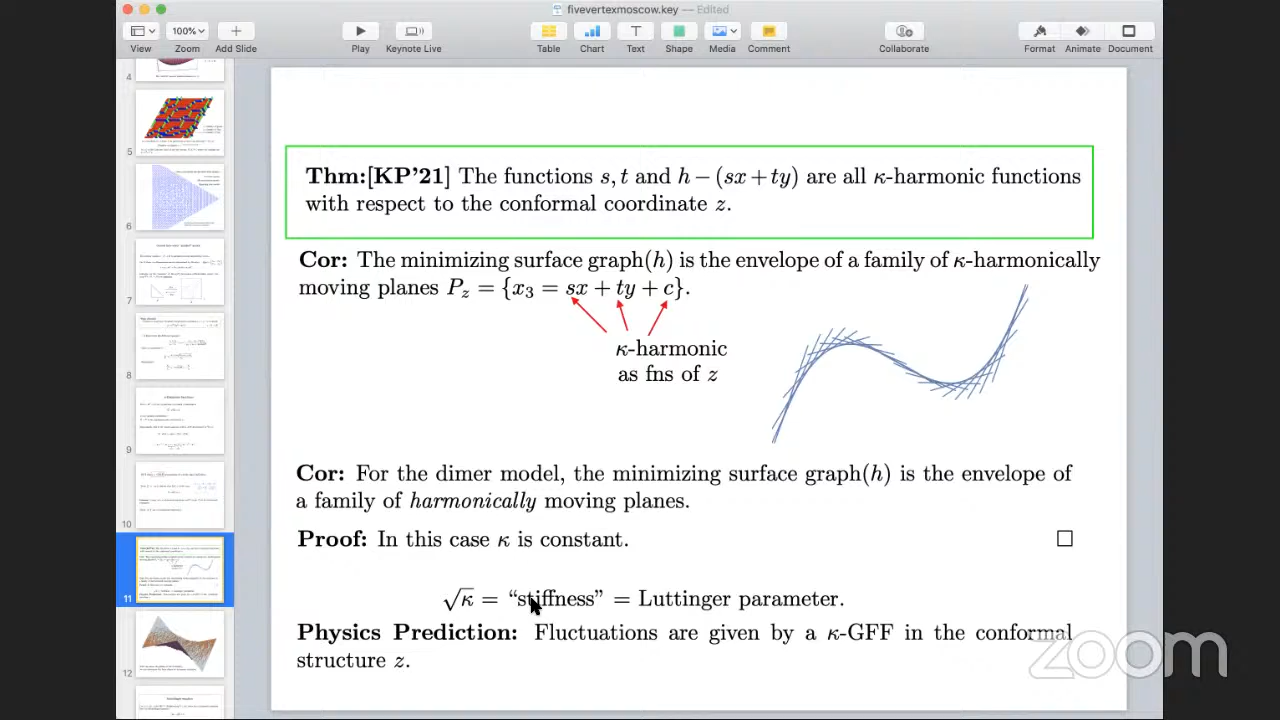 fivevertexmoscow.key — Edited
100%
View Zoom Add Slide Play Keynote Live Table Chart Text Shape Media Comment Collaborate Format Animate Document
4
5
6
7
8
9
10
11
12
Thm:[KP’21] The functions s, t and h−(sx+ty) are all κ-harmonic functions
with respect to the conformal coordinate z.
Cor: The minimizing surface graph(h) is the envelope of a family of κ-harmonically
moving planes P_z = {x_3 = sx + ty + c}.
κ-harmonic
as fns of z
Cor: For the dimer model, the minimizing surface graph is the envelope of
a family of harmonically moving planes.
Proof: In this case κ is constant. □
κ = “stiffness” = Luttinger parameter
Physics Prediction: Fluctuations are given by a κ-GFF in the conformal
structure z.
zoom